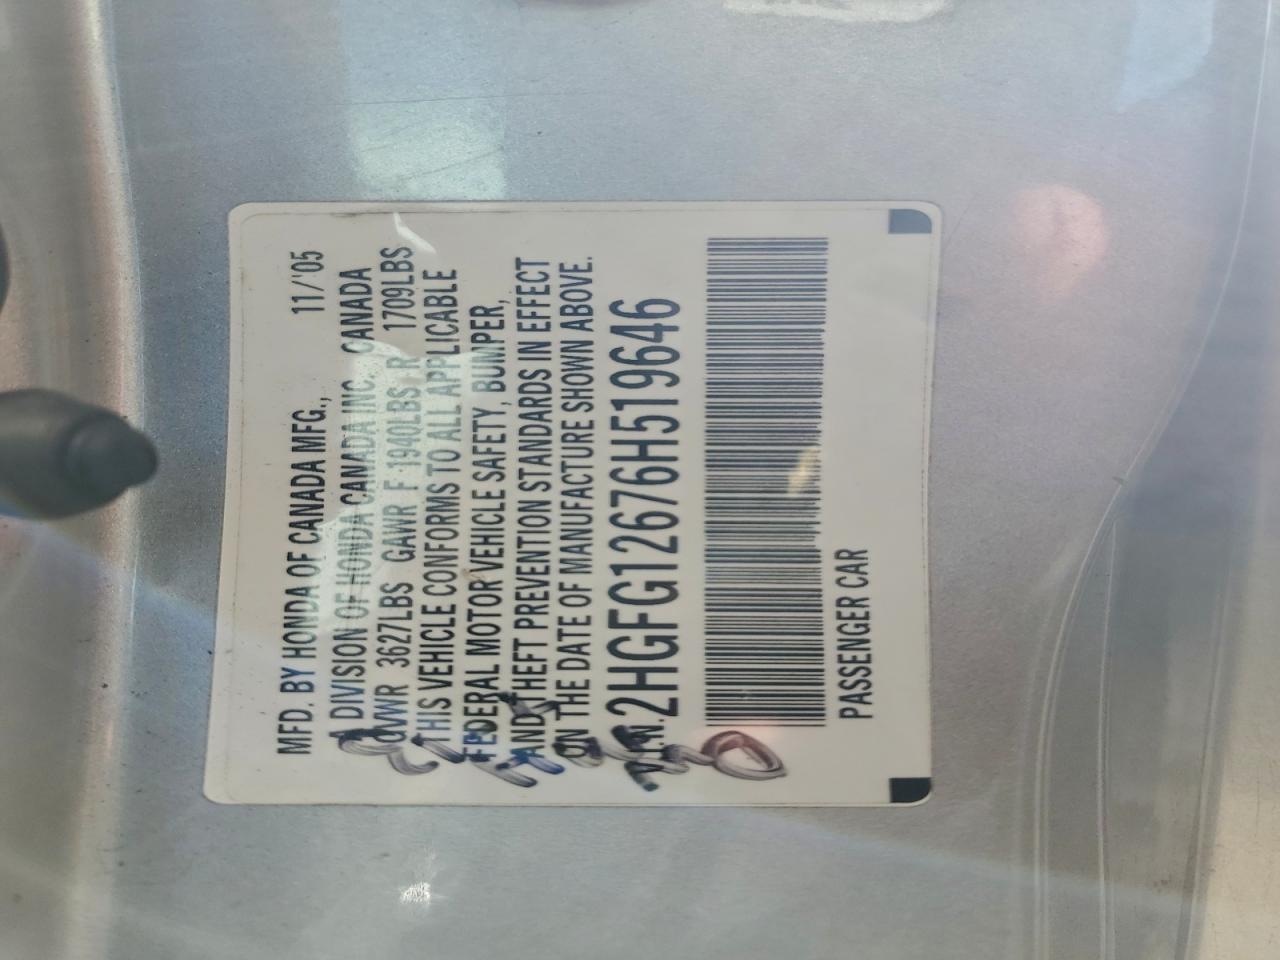 MFD. BY HONDA OF CANADA MFG., 11/'05
A DIVISION OF HONDA CANADA INC., CANADA
GVWR 3627LBS GAWR F 1940LBS R 1709LBS
THIS VEHICLE CONFORMS TO ALL APPLICABLE
FEDERAL MOTOR VEHICLE SAFETY, BUMPER,
AND THEFT PREVENTION STANDARDS IN EFFECT
ON THE DATE OF MANUFACTURE SHOWN ABOVE.
V.I.N. 2HGFG12676H519646
PASSENGER CAR